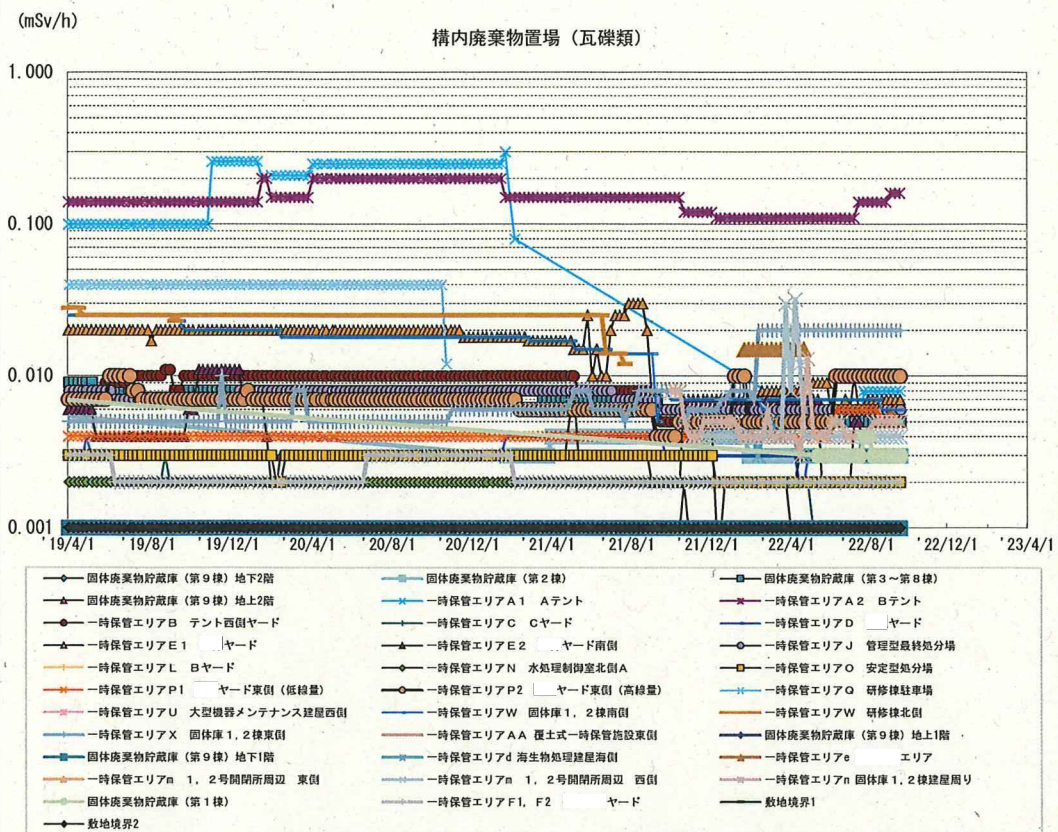 (mSv/h)
構内廃棄物置場（瓦礫類）
1.000
0.100
0.010
0.001
'19/4/1 '19/8/1 '19/12/1 '20/4/1 '20/8/1 '20/12/1 '21/4/1 '21/8/1 '21/12/1 '22/4/1 '22/8/1 '22/12/1 '23/4/1
固体廃棄物貯蔵庫（第９棟）地下2階 固体廃棄物貯蔵庫（第２棟） 固体廃棄物貯蔵庫（第３～第８棟）
固体廃棄物貯蔵庫（第９棟）地上2階 一時保管エリアＡ１　Ａテント 一時保管エリアＡ２　Ｂテント
一時保管エリアＢ　テント西側ヤード 一時保管エリアＣ　Ｃヤード 一時保管エリアＤ ヤード
一時保管エリアＥ１ ヤード 一時保管エリアＥ２ ヤード南側 一時保管エリアＪ　管理型最終処分場
一時保管エリアＬ　Ｂヤード 一時保管エリアＮ　水処理制御室北側Ａ 一時保管エリアＯ　安定型処分場
一時保管エリアＰ１ ヤード東側（低線量） 一時保管エリアＰ２ ヤード東側（高線量） 一時保管エリアＱ　研修棟駐車場
一時保管エリアＵ　大型機器メンテナンス建屋西側 一時保管エリアＷ　固体庫１，２棟南側 一時保管エリアＷ　研修棟北側
一時保管エリアＸ　固体庫１,２棟東側 一時保管エリアＡＡ　覆土式一時保管施設東側 固体廃棄物貯蔵庫（第９棟）地上1階
固体廃棄物貯蔵庫（第９棟）地下1階 一時保管エリアｄ 海生物処理建屋海側 一時保管エリアｅ エリア
一時保管エリアｍ　１，２号開閉所周辺　東側 一時保管エリアｍ　１，２号開閉所周辺　西側 一時保管エリアｎ 固体庫１,２棟建屋周り
固体廃棄物貯蔵庫（第１棟） 一時保管エリアＦ１，Ｆ２ ヤード 敷地境界1
敷地境界2